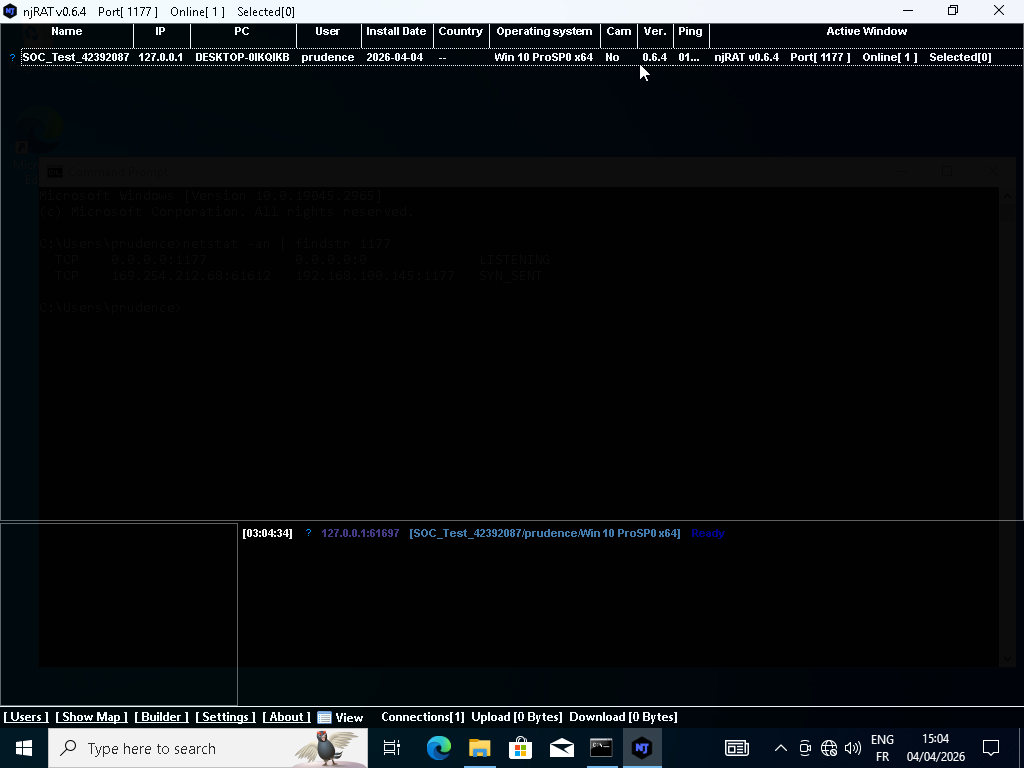 njRAT v0.6.4 Port[ 1177 ] Online[ 1 ] Selected[0]
Name IP PC User Install Date Country Operating system Cam Ver. Ping Active Window
? SOC_Test_42392087 127.0.0.1 DESKTOP-0IKQIKB prudence 2026-04-04 -- Win 10 ProSP0 x64 No 0.6.4 01... njRAT v0.6.4 Port[ 1177 ] Online[ 1 ] Selected[0]
Command Prompt
Microsoft Windows [Version 10.0.19045.2965]
(c) Microsoft Corporation. All rights reserved.
C:\Users\prudence>netstat -an | findstr 1177
TCP 0.0.0.0:1177 0.0.0.0:0 LISTENING
TCP 169.254.212.68:61612 192.168.100.145:1177 SYN_SENT
C:\Users\prudence>
[03:04:34] ? 127.0.0.1:61697 [SOC_Test_42392087/prudence/Win 10 ProSP0 x64] Ready
[ Users ] [ Show Map ] [ Builder ] [ Settings ] [ About ] View Connections[1] Upload [0 Bytes] Download [0 Bytes]
Type here to search
ENG
FR
15:04
04/04/2026